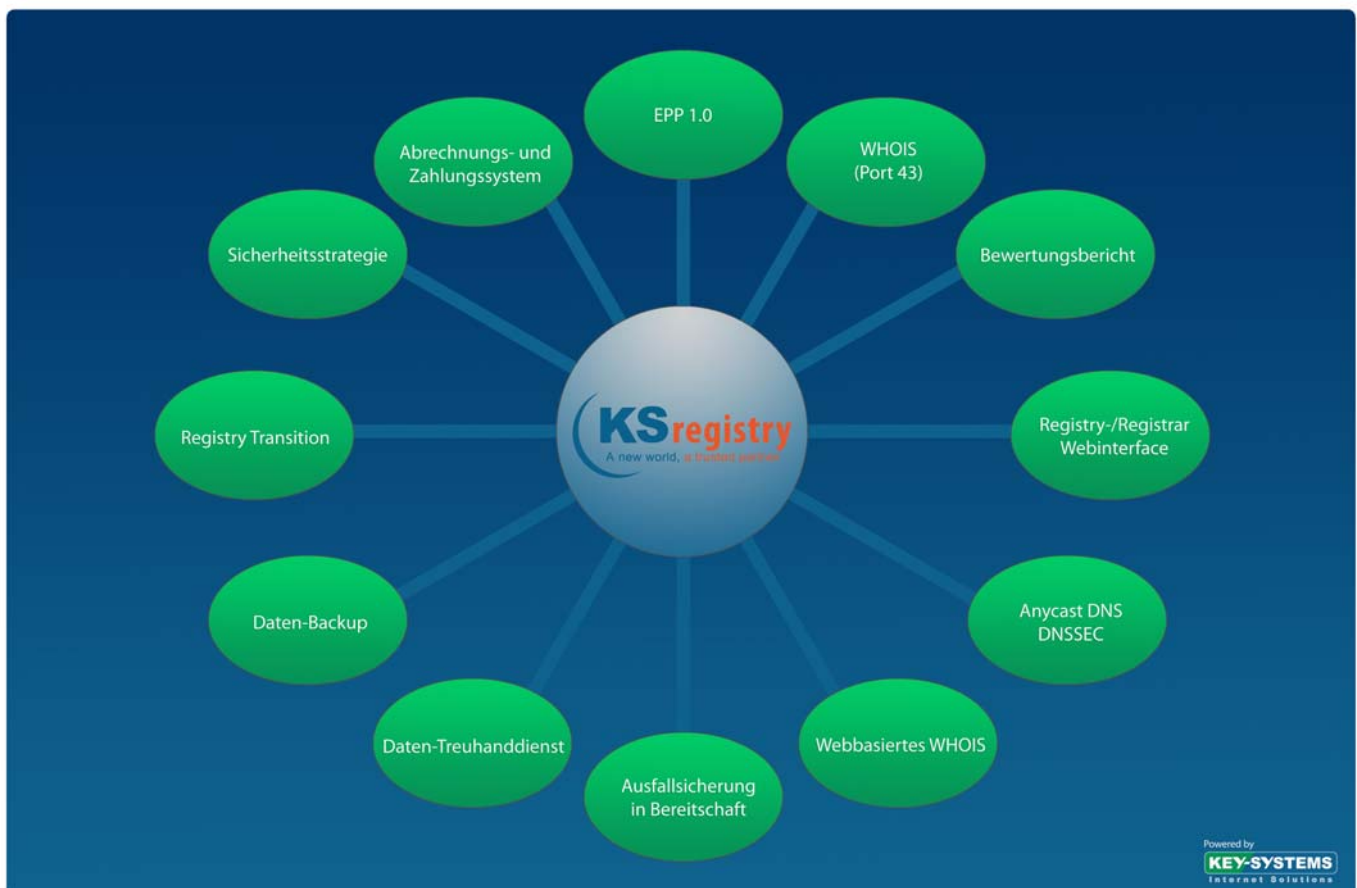 EPP 1.0
WHOIS
(Port 43)
Bewertungsbericht
Registry-/Registrar
Webinterface
Anycast DNS
DNSSEC
Webbasiertes WHOIS
Ausfallsicherung
in Bereitschaft
Daten-Treuhanddienst
Daten-Backup
Registry Transition
Sicherheitsstrategie
Abrechnungs- und
Zahlungssystem
KSregistry
A new world, a trusted partner
Powered by
KEY-SYSTEMS
Internet Solutions